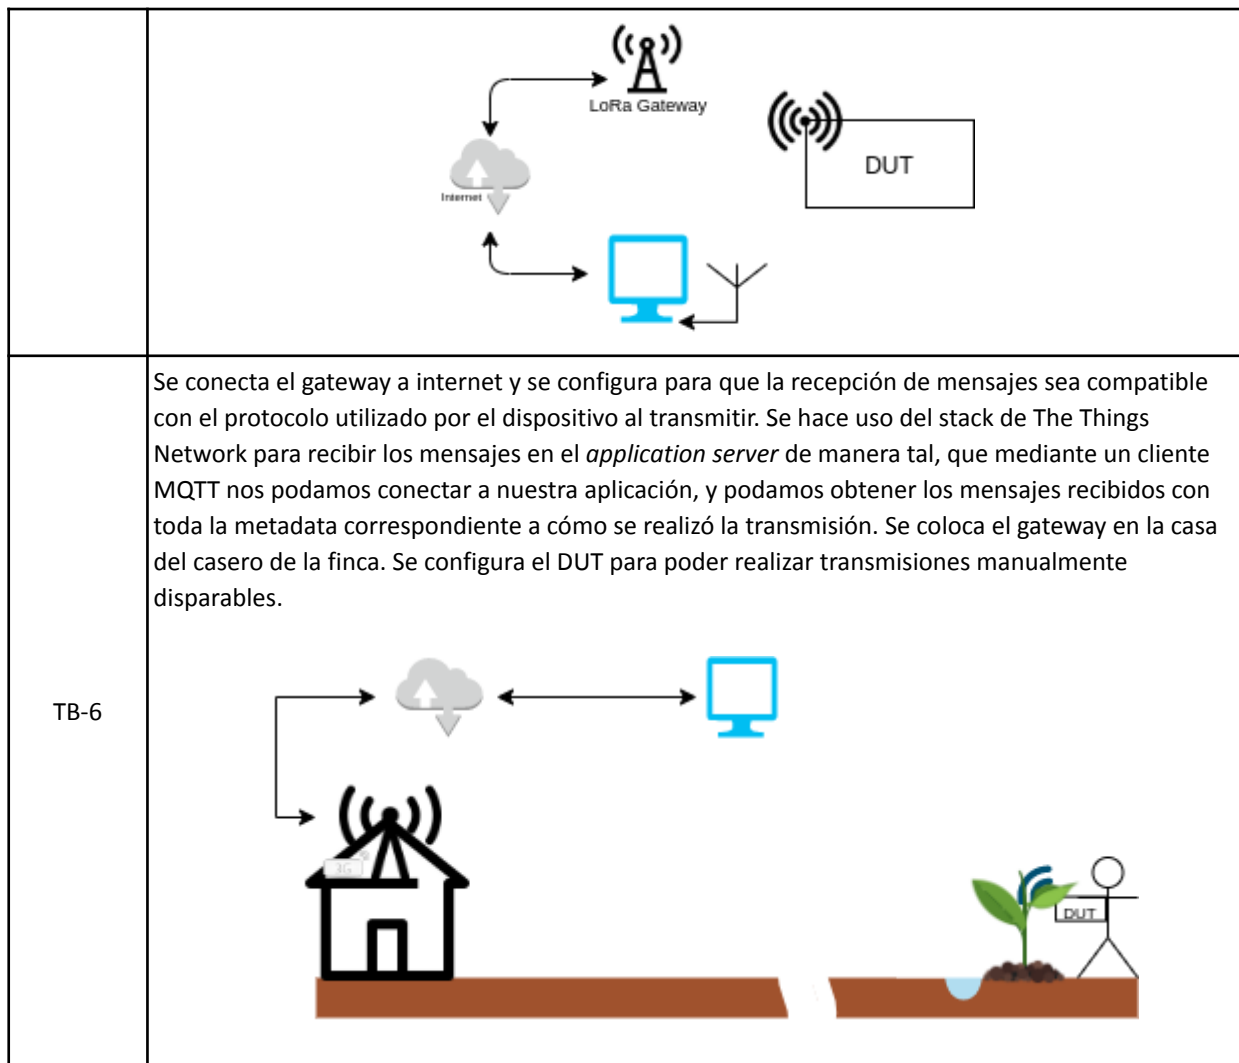 LoRa Gateway
DUT
Internet
Se conecta el gateway a internet y se configura para que la recepción de mensajes sea compatible
con el protocolo utilizado por el dispositivo al transmitir. Se hace uso del stack de The Things
Network para recibir los mensajes en el application server de manera tal, que mediante un cliente
MQTT nos podamos conectar a nuestra aplicación, y podamos obtener los mensajes recibidos con
toda la metadata correspondiente a cómo se realizó la transmisión. Se coloca el gateway en la casa
del casero de la finca. Se configura el DUT para poder realizar transmisiones manualmente
disparables.
TB-6
3G
DUT